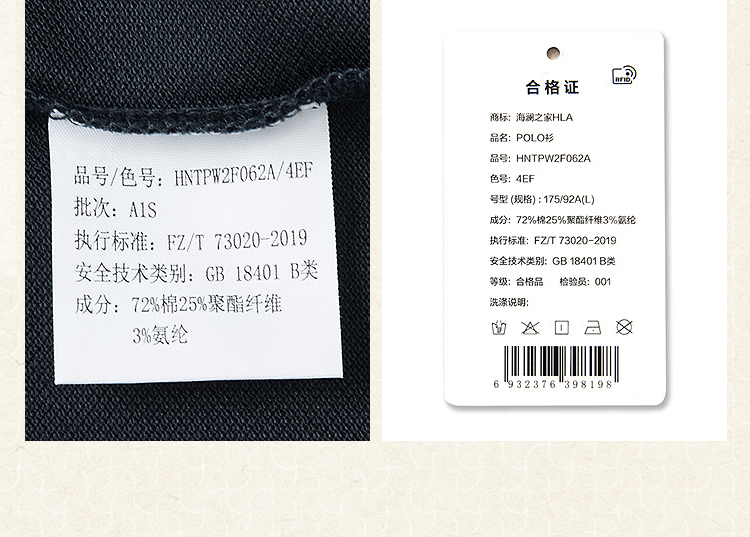 品号/色号: HNTPW2F062A/4EF
批次: A1S
执行标准: FZ/T 73020-2019
安全技术类别: GB 18401 B类
成分: 72%棉25%聚酯纤维
3%氨纶
RFID
合格证
商标: 海澜之家HLA
品名: POLO衫
品号: HNTPW2F062A
色号: 4EF
号型(规格): 175/92A(L)
成分: 72%棉25%聚酯纤维3%氨纶
执行标准: FZ/T 73020-2019
安全技术类别: GB 18401 B类
等级: 合格品 检验员: 001
洗涤说明:
6 932376 398198